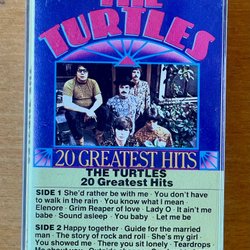 THE
TURTLES
20 GREATEST HITS
THE TURTLES
20 Greatest Hits
SIDE 1 She'd rather be with me · You don't have
to walk in the rain · You know what I mean ·
Elenore · Grim Reaper of love · Lady O · It ain't me
babe · Sound asleep · You baby · Let me be
SIDE 2 Happy together · Guide for the married
man · The story of rock and roll · She's my girl ·
You showed me · There you sit lonely · Teardrops